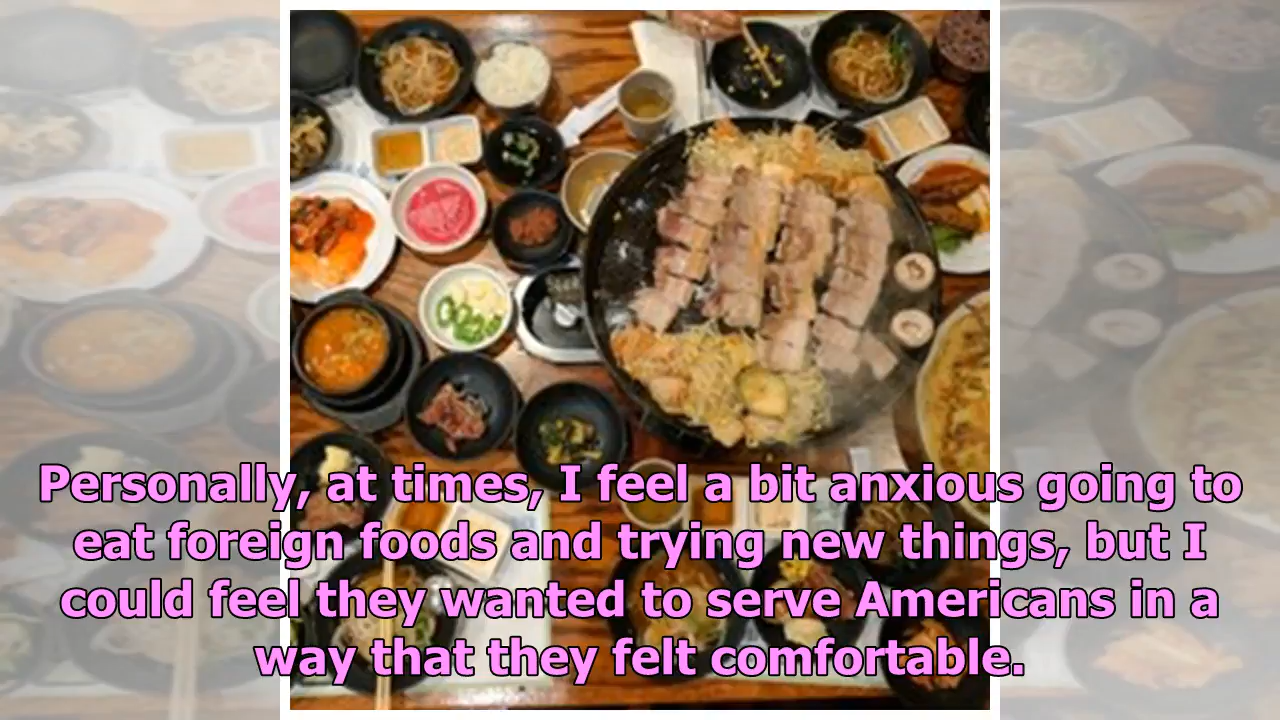 Personally, at times, I feel a bit anxious going to
eat foreign foods and trying new things, but I
could feel they wanted to serve Americans in a
way that they felt comfortable.